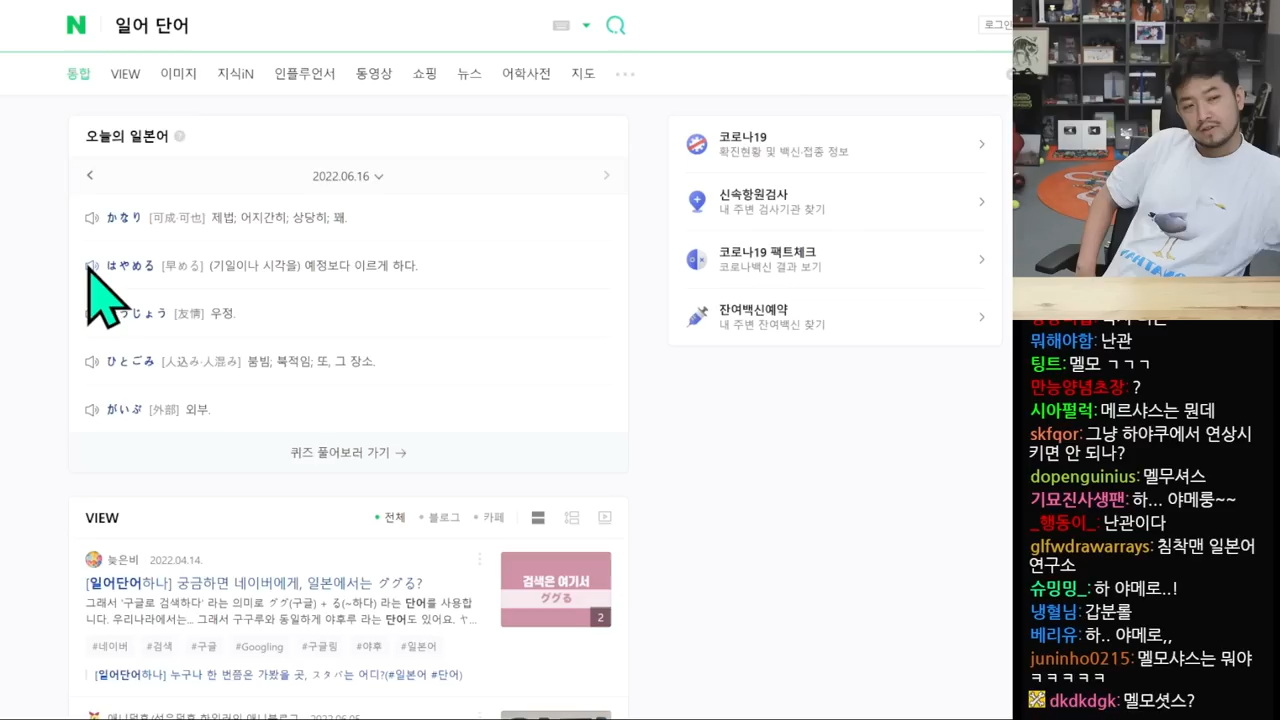 N 일어 단어
로그인
통합 VIEW 이미지 지식iN 인플루언서 동영상 쇼핑 뉴스 어학사전 지도
오늘의 일본어 ?
2022.06.16
かなり [可成·可也] 제법; 어지간히; 상당히; 꽤.
はやめる [早める] (기일이나 시각을) 예정보다 이르게 하다.
うじょう [友情] 우정.
ひとごみ [人込み·人混み] 붐빔; 북적임; 또, 그 장소.
がいぶ [外部] 외부.
퀴즈 풀어보러 가기 →
코로나19
확진현황 및 백신·접종 정보
신속항원검사
내 주변 검사기관 찾기
코로나19 팩트체크
코로나백신 결과 보기
잔여백신예약
내 주변 잔여백신 찾기
VIEW
전체 블로그 카페
늦은비 2022.04.14.
[일어단어하나] 궁금하면 네이버에게, 일본에서는 ググる?
그래서 '구글로 검색하다' 라는 의미로 ググ(구글) + る(~하다) 라는 단어를 사용합
니다. 우리나라에서는... 그래서 구구루와 동일하게 야후루 라는 단어도 있어요. ヤ...
#네이버 #검색 #구글 #Googling #구글링 #야후 #일본어
[일어단어하나] 누구나 한 번쯤은 가봤을 곳, スタバ는 어디?(#일본어 #단어)
검색은 여기서
ググる
2
2022.06.05.
뭐해야함: 난관
팅트: 멜모 ㄱㄱㄱ
만능양념초장: ?
시아펄럭: 메르샤스는 뭔데
skfqor: 그냥 하야쿠에서 연상시
키면 안 되나?
dopenguinius: 멜무셔스
기묘진사생팬: 하... 야메룽~~
_행동이_: 난관이다
glfwdrawarrays: 침착맨 일본어
연구소
슈밍밍_: 하 야메로..!
냉혈님: 갑분롤
베리유: 하.. 야메로,,
juninho0215: 멜모샤스는 뭐야
ㅋㅋㅋㅋㅋ
dkdkdgk: 멜모셧스?